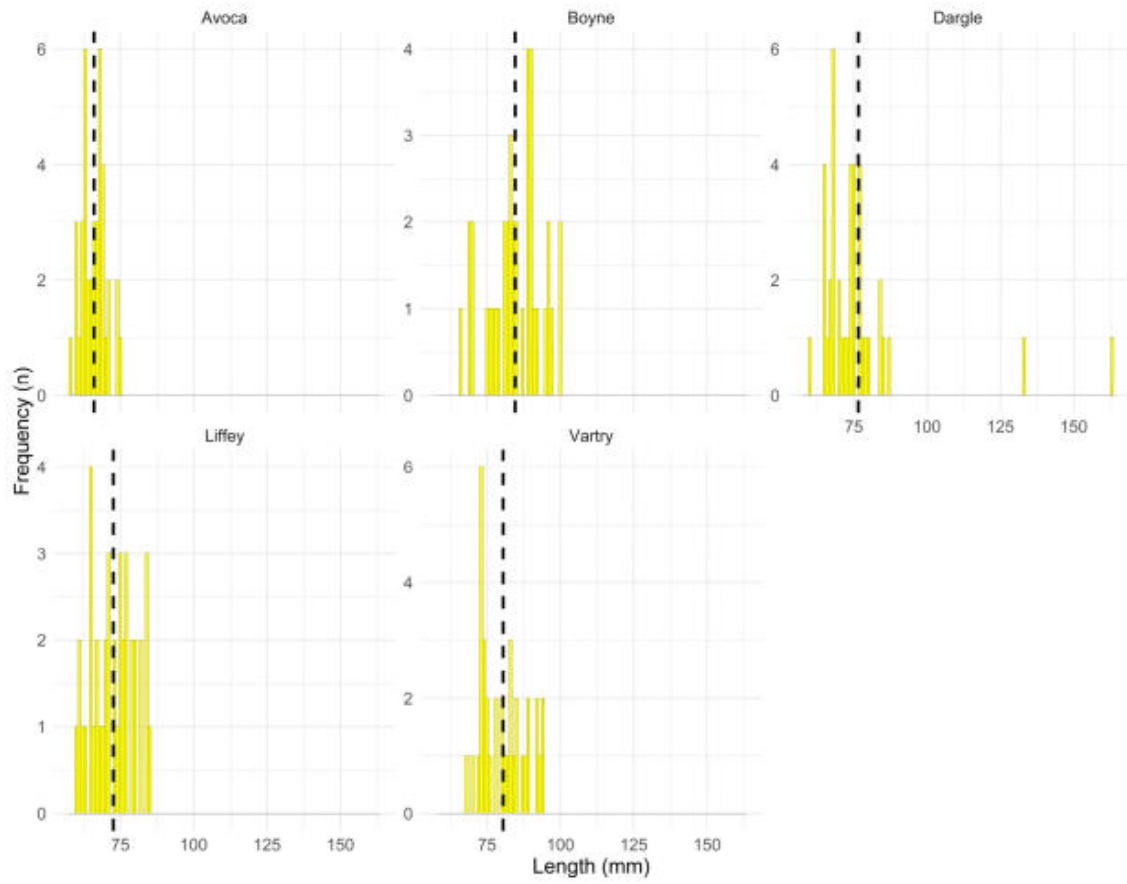 Avoca Boyne Dargle
6 4 6
3
4 4
2
2 2
1
0 0 0
75 100 125 150
Frequency (n)
Liffey Vartry
4 6
3
4
2
2
1
0 0
75 100 125 150 75 100 125 150
Length (mm)